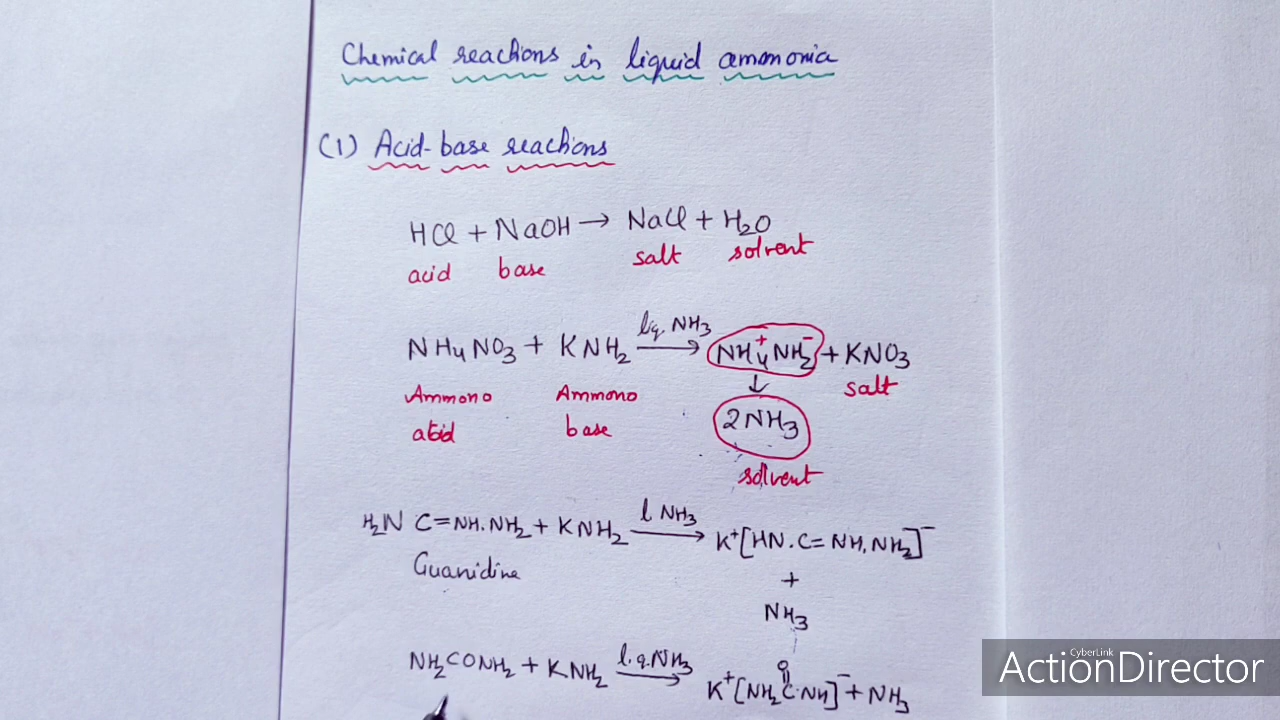 Chemical reactions in liquid ammonia
(1) Acid-base reactions
HCl + NaOH → NaCl + H₂O
acid base salt solvent
NH₄NO₃ + KNH₂ liq. NH₃ → NH₄⁺NH₂⁻ + KNO₃
Ammono Ammono ↓ salt
acid base 2NH₃
solvent
H₂N C=NH.NH₂ + KNH₂ l NH₃ → K⁺[HN.C=NH.NH₂]⁻
Guanidine +
NH₃
NH₂CONH₂ + KNH₂ liq.NH₃ → K⁺[NH₂C(=O).NH]⁻ + NH₃
CyberLink
ActionDirector